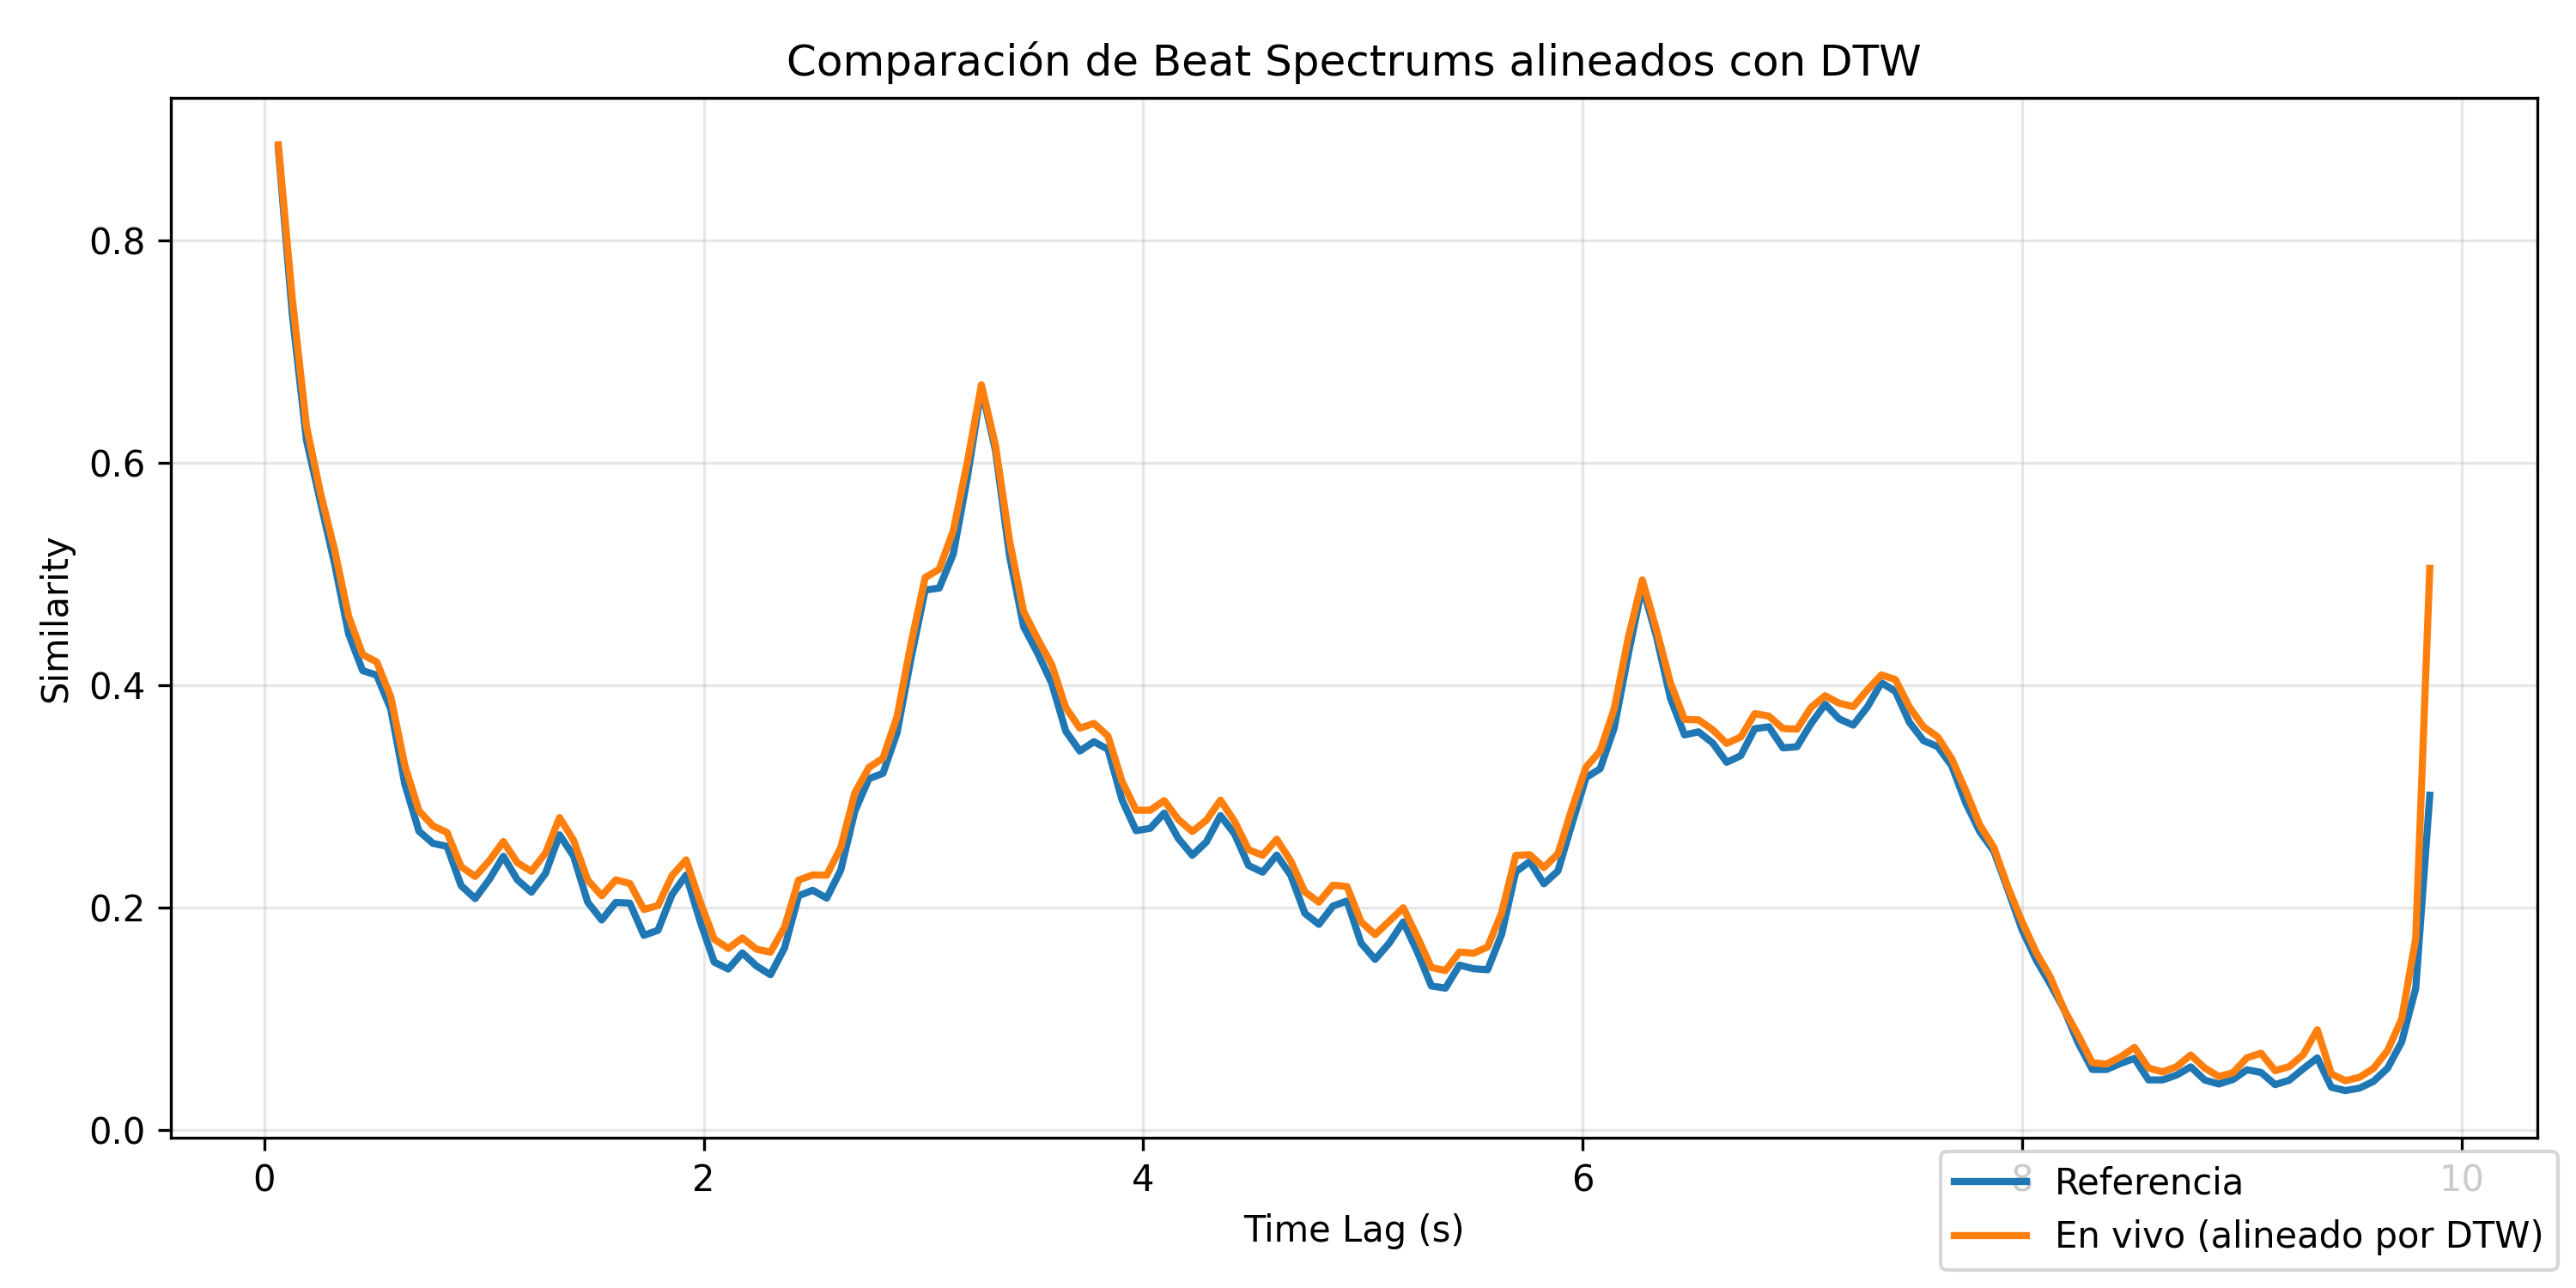 Comparación de Beat Spectrums alineados con DTW
Similarity
0.8
0.6
0.4
0.2
0.0
0 2 4 6 8 10
Time Lag (s)
Referencia
En vivo (alineado por DTW)